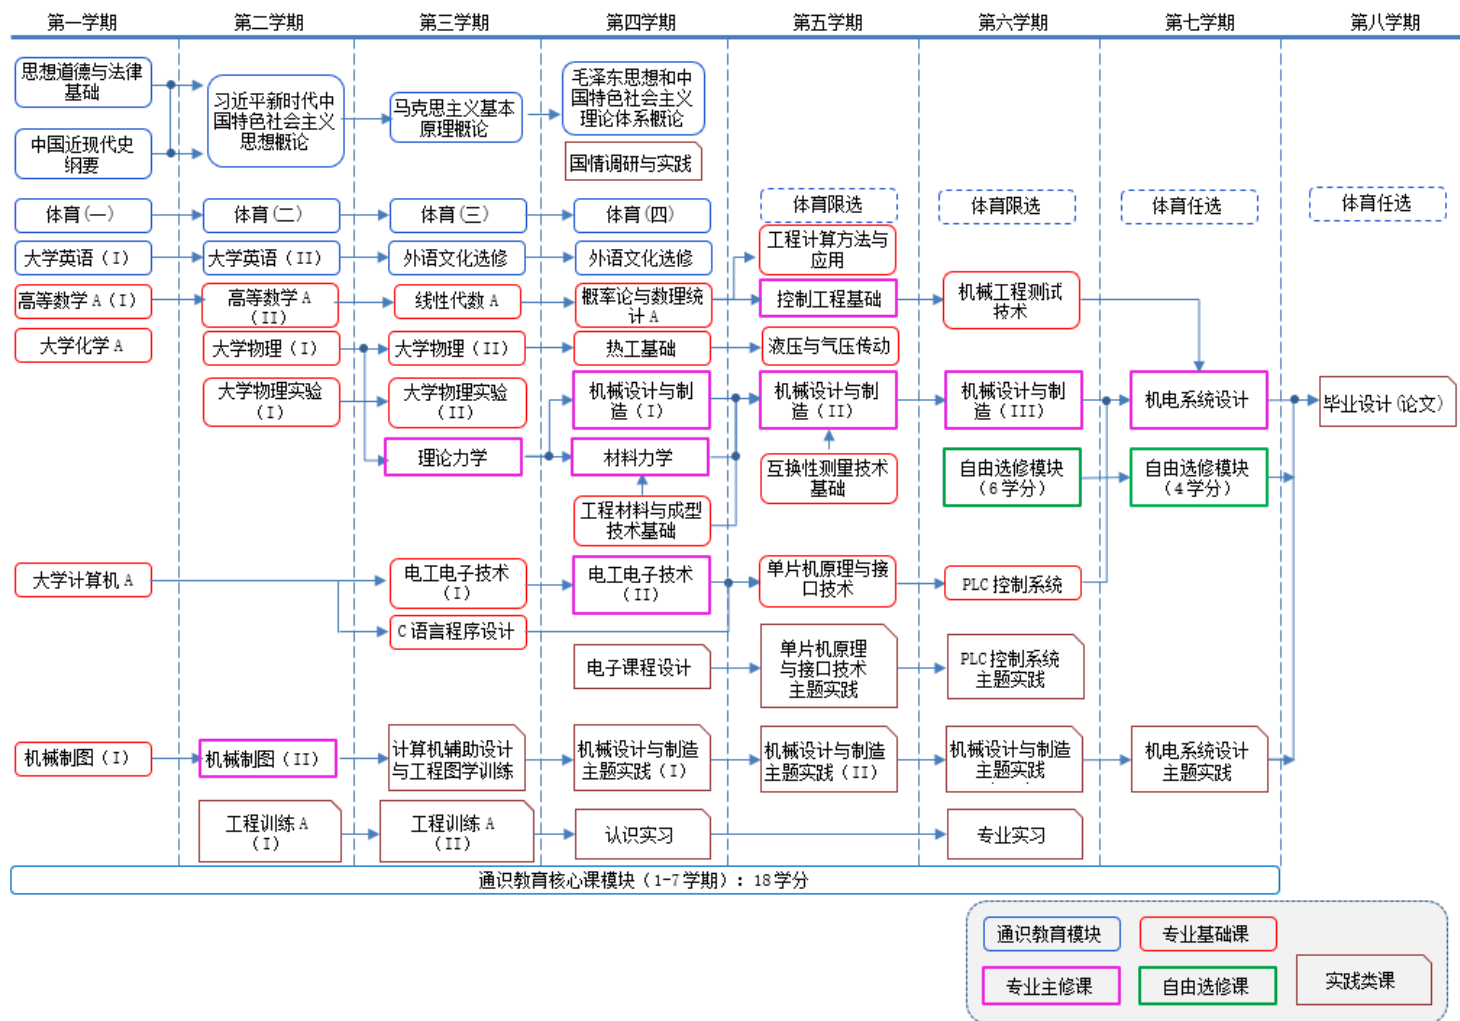 第一学期
第二学期
第三学期
第四学期
第五学期
第六学期
第七学期
第八学期
思想道德与法律
基础
中国近现代史
纲要
习近平新时代中
国特色社会主义
思想概论
马克思主义基本
原理概论
毛泽东思想和中
国特色社会主义
理论体系概论
国情调研与实践
体育(一)
体育(二)
体育(三)
体育(四)
体育限选
体育限选
体育任选
体育任选
大学英语（I）
大学英语（II）
外语文化选修
外语文化选修
工程计算方法与
应用
高等数学A（I）
高等数学A
（II）
线性代数A
概率论与数理统
计A
控制工程基础
机械工程测试
技术
大学化学A
大学物理（I）
大学物理（II）
热工基础
液压与气压传动
大学物理实验
（I）
大学物理实验
（II）
机械设计与制
造（I）
机械设计与制
造（II）
机械设计与制
造（III）
机电系统设计
毕业设计(论文)
理论力学
材料力学
互换性测量技术
基础
自由选修模块
（6学分）
自由选修模块
（4学分）
工程材料与成型
技术基础
大学计算机A
电工电子技术
（I）
电工电子技术
（II）
单片机原理与接
口技术
PLC控制系统
C语言程序设计
电子课程设计
单片机原理
与接口技术
主题实践
PLC控制系统
主题实践
机械制图（I）
机械制图（II）
计算机辅助设计
与工程图学训练
机械设计与制造
主题实践（I）
机械设计与制造
主题实践（II）
机械设计与制造
主题实践
机电系统设计
主题实践
工程训练A
（I）
工程训练A
（II）
认识实习
专业实习
通识教育核心课模块（1-7学期）：18学分
通识教育模块
专业基础课
专业主修课
自由选修课
实践类课